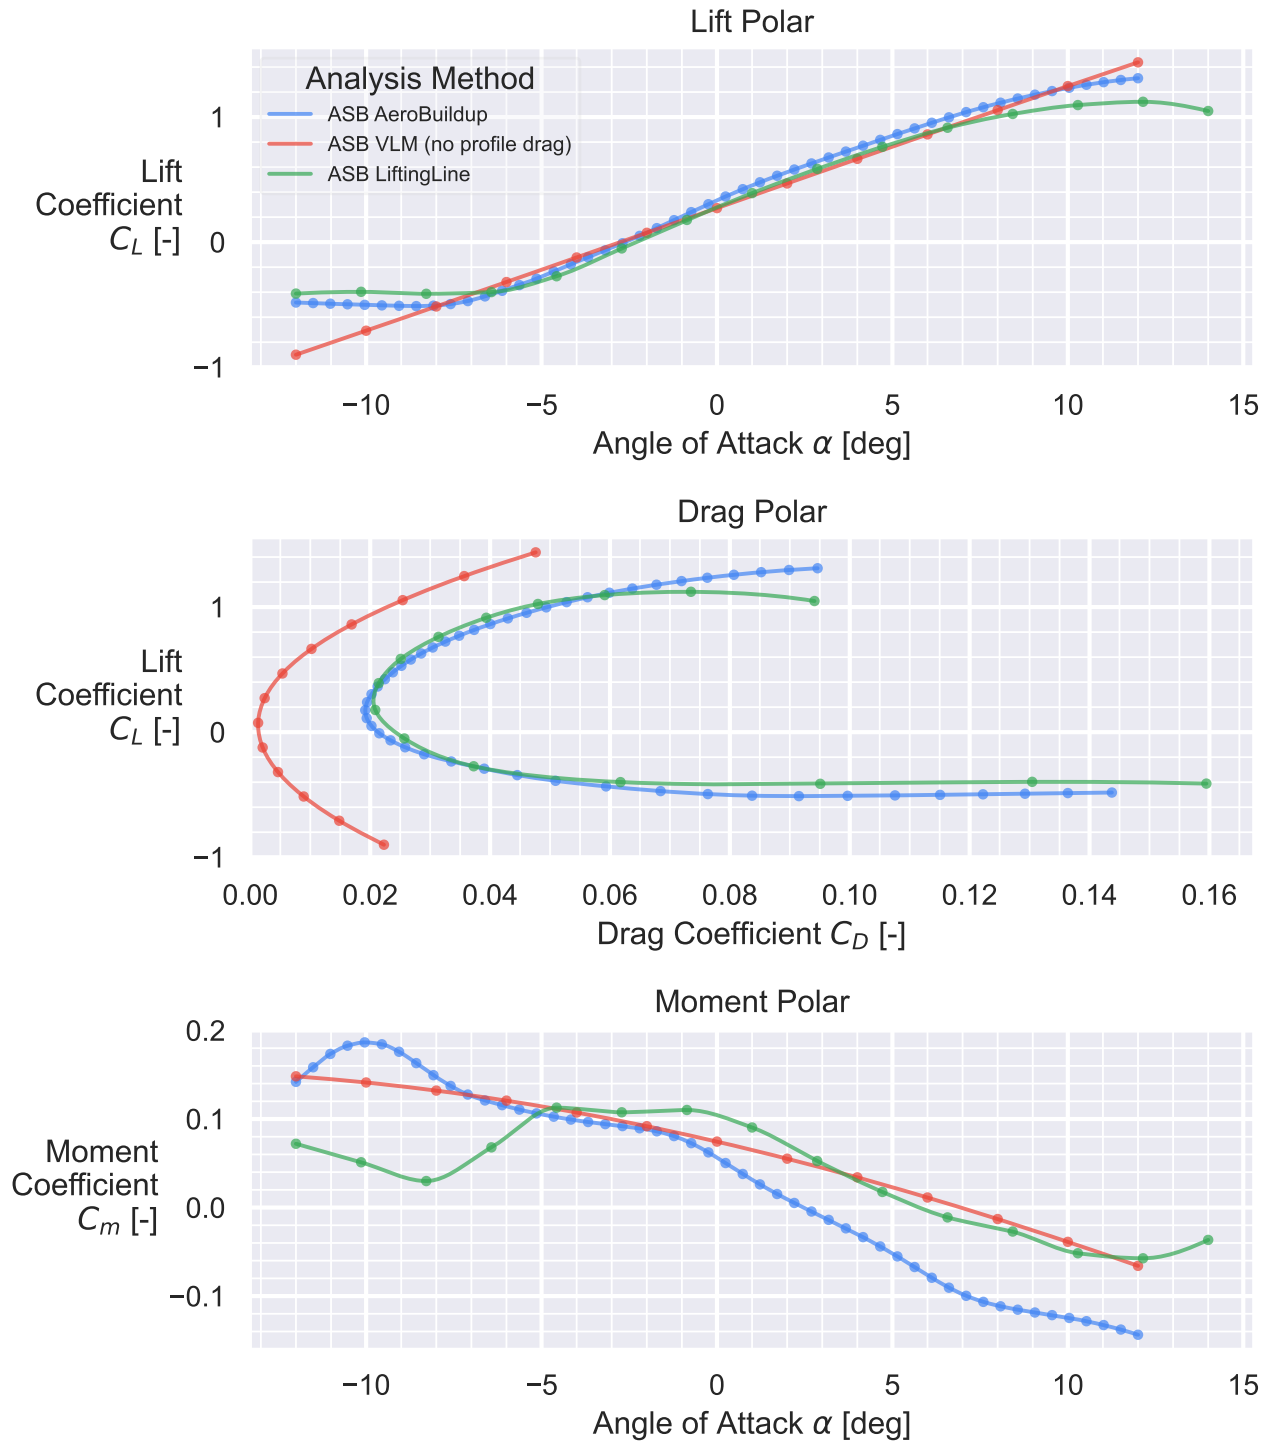 Lift Polar
Analysis Method
ASB AeroBuildup
ASB VLM (no profile drag)
ASB LiftingLine
Lift
Coefficient
C_L [-]
1
0
−1
−10 −5 0 5 10 15
Angle of Attack α [deg]
Drag Polar
Lift
Coefficient
C_L [-]
1
0
−1
0.00 0.02 0.04 0.06 0.08 0.10 0.12 0.14 0.16
Drag Coefficient C_D [-]
Moment Polar
Moment
Coefficient
C_m [-]
0.2
0.1
0.0
−0.1
−10 −5 0 5 10 15
Angle of Attack α [deg]